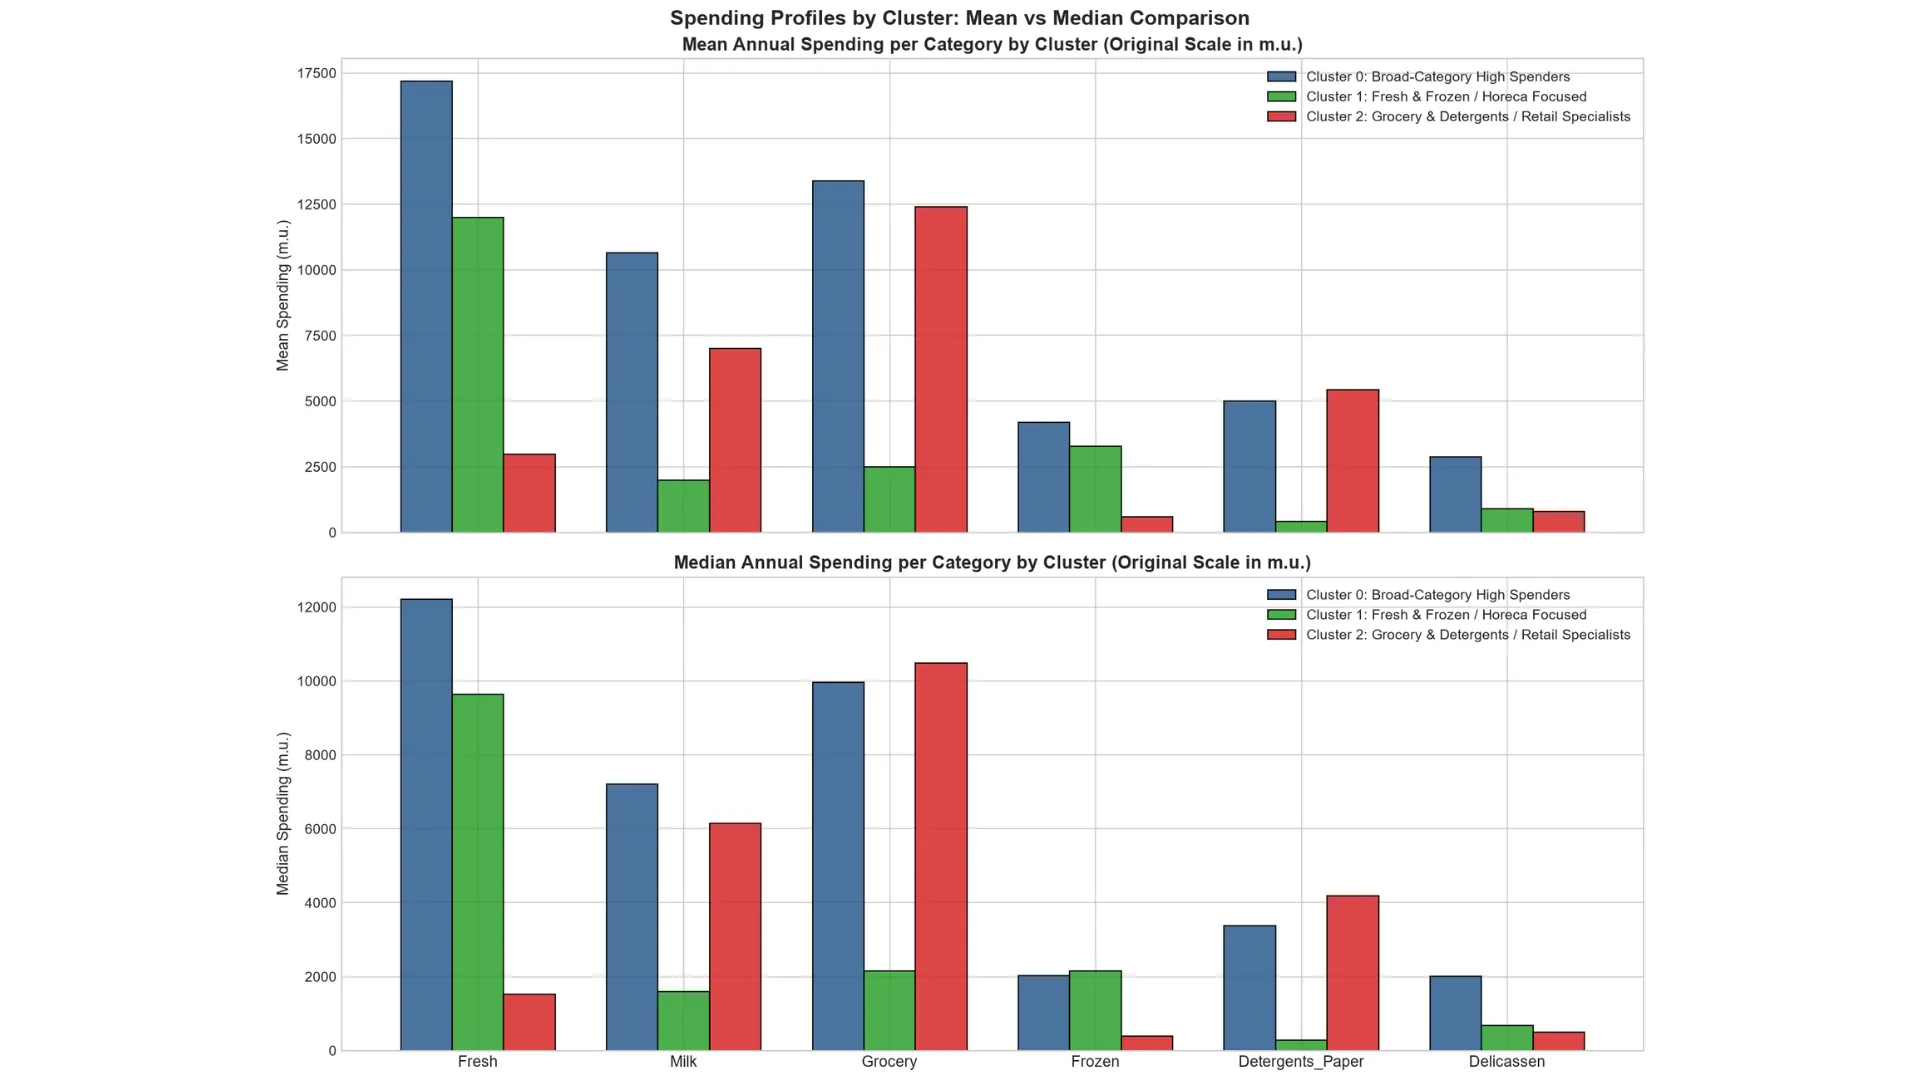 Spending Profiles by Cluster: Mean vs Median Comparison
Mean Annual Spending per Category by Cluster (Original Scale in m.u.)
Mean Spending (m.u.)
17500
15000
12500
10000
7500
5000
2500
0
Cluster 0: Broad-Category High Spenders
Cluster 1: Fresh & Frozen / Horeca Focused
Cluster 2: Grocery & Detergents / Retail Specialists
Median Annual Spending per Category by Cluster (Original Scale in m.u.)
Median Spending (m.u.)
12000
10000
8000
6000
4000
2000
0
Cluster 0: Broad-Category High Spenders
Cluster 1: Fresh & Frozen / Horeca Focused
Cluster 2: Grocery & Detergents / Retail Specialists
Fresh
Milk
Grocery
Frozen
Detergents_Paper
Delicassen